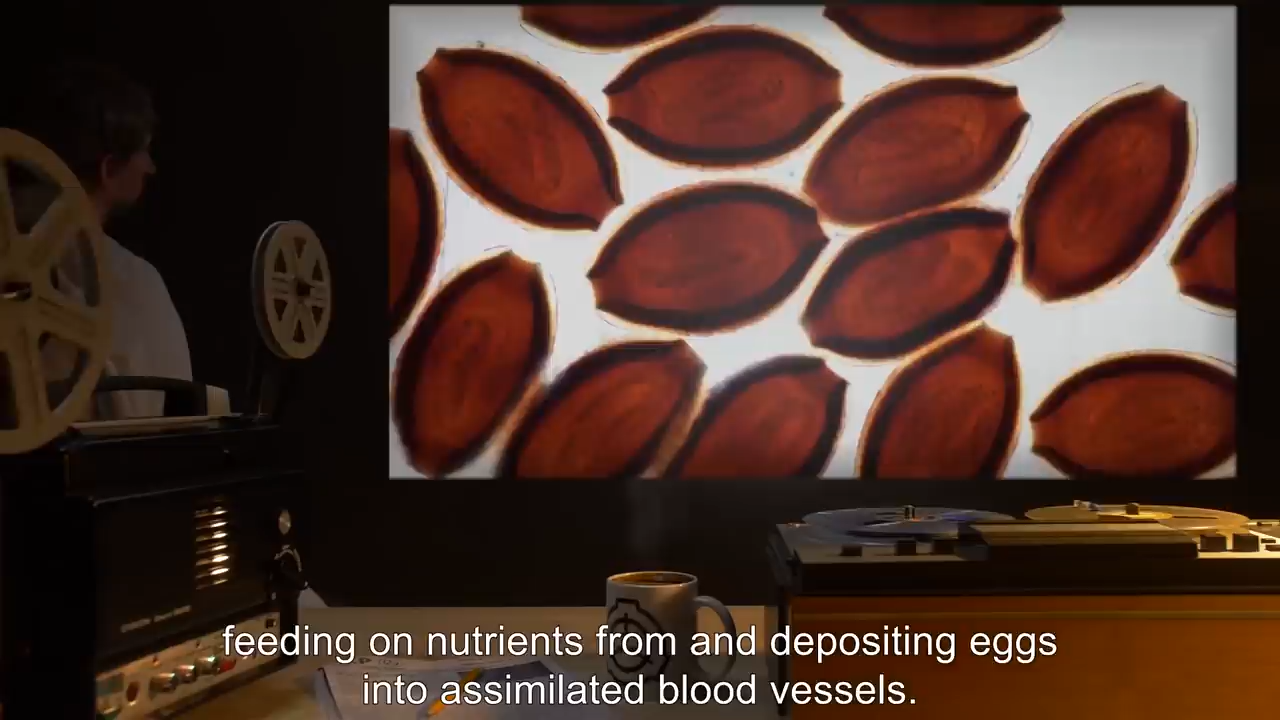 feeding on nutrients from and depositing eggs
into assimilated blood vessels.